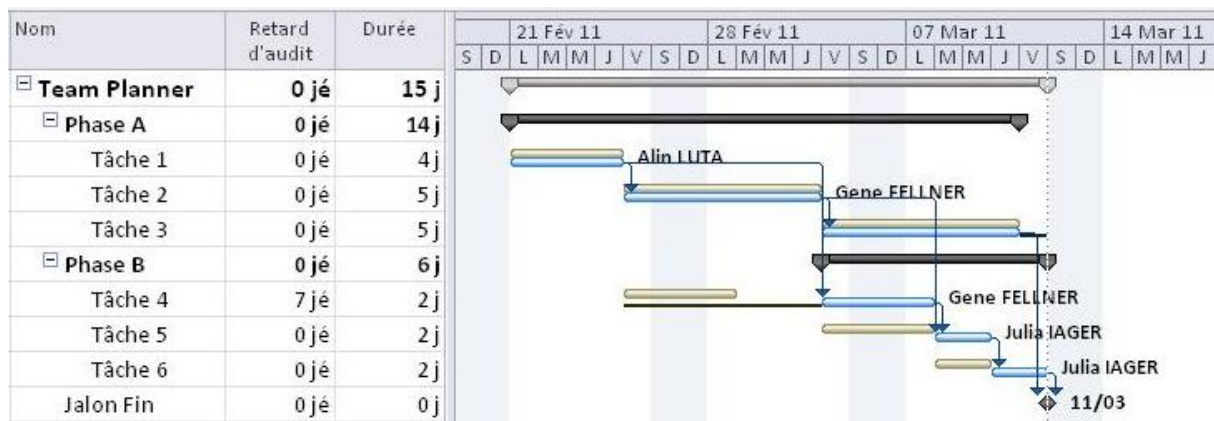 Nom Retard d'audit Durée 21 Fév 11 28 Fév 11 07 Mar 11 14 Mar 11
S D L M M J V S D L M M J V S D L M M J V S D L M M J
Team Planner 0 jé 15 j
Phase A 0 jé 14 j
Tâche 1 0 jé 4 j Alin LUTA
Tâche 2 0 jé 5 j Gene FELLNER
Tâche 3 0 jé 5 j
Phase B 0 jé 6 j
Tâche 4 7 jé 2 j Gene FELLNER
Tâche 5 0 jé 2 j Julia IAGER
Tâche 6 0 jé 2 j Julia IAGER
Jalon Fin 0 jé 0 j 11/03